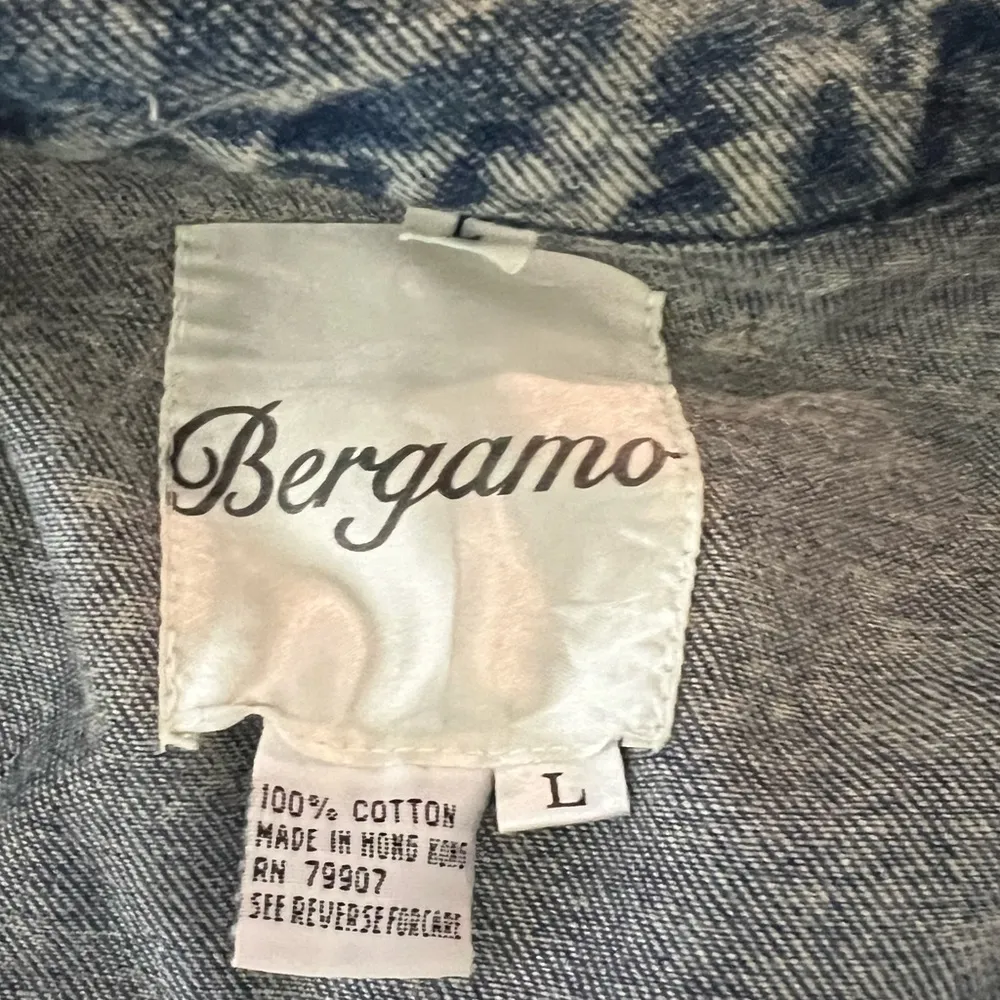 Bergamo
L
100% COTTON
MADE IN HONG KONG
RN 79907
SEE REVERSE FOR CARE